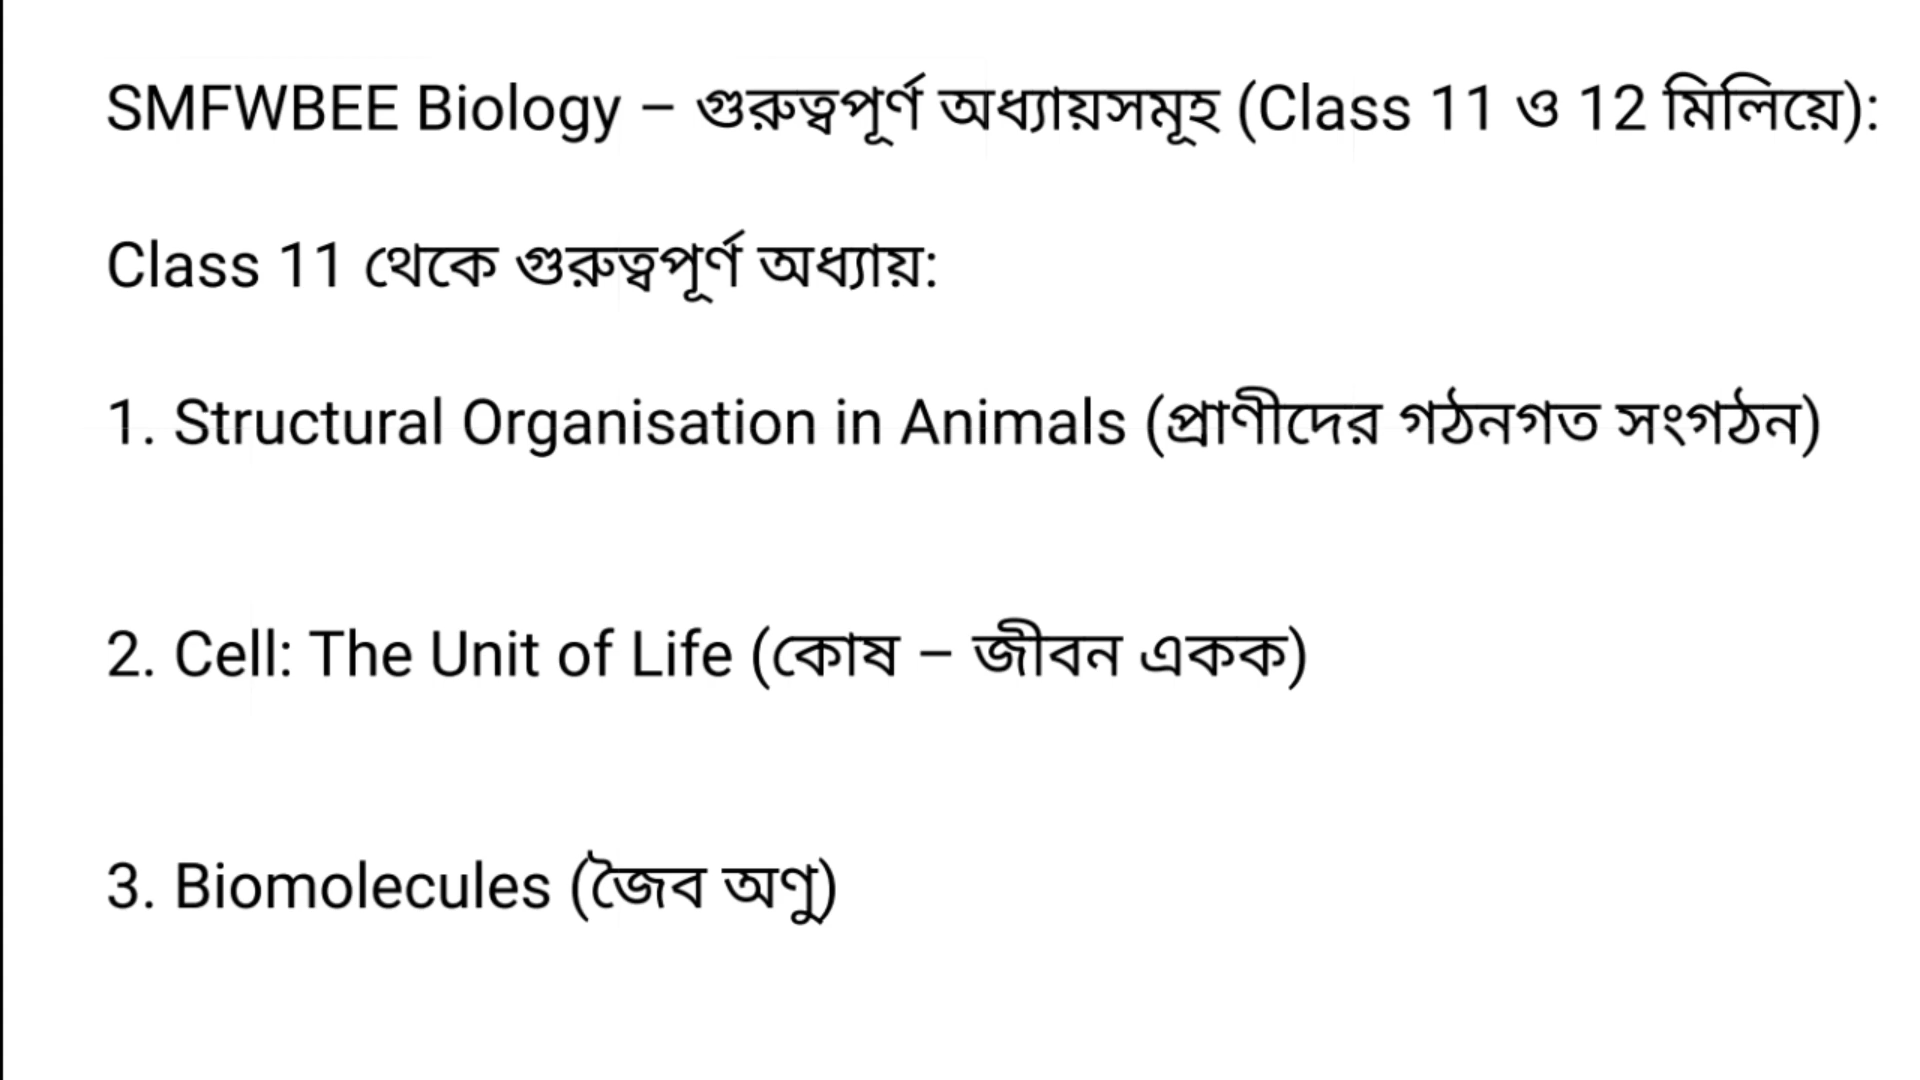 SMFWBEE Biology – গুরুত্বপূর্ণ অধ্যায়সমূহ (Class 11 ও 12 মিলিয়ে):
Class 11 থেকে গুরুত্বপূর্ণ অধ্যায়:
1. Structural Organisation in Animals (প্রাণীদের গঠনগত সংগঠন)
2. Cell: The Unit of Life (কোষ – জীবন একক)
3. Biomolecules (জৈব অণু)